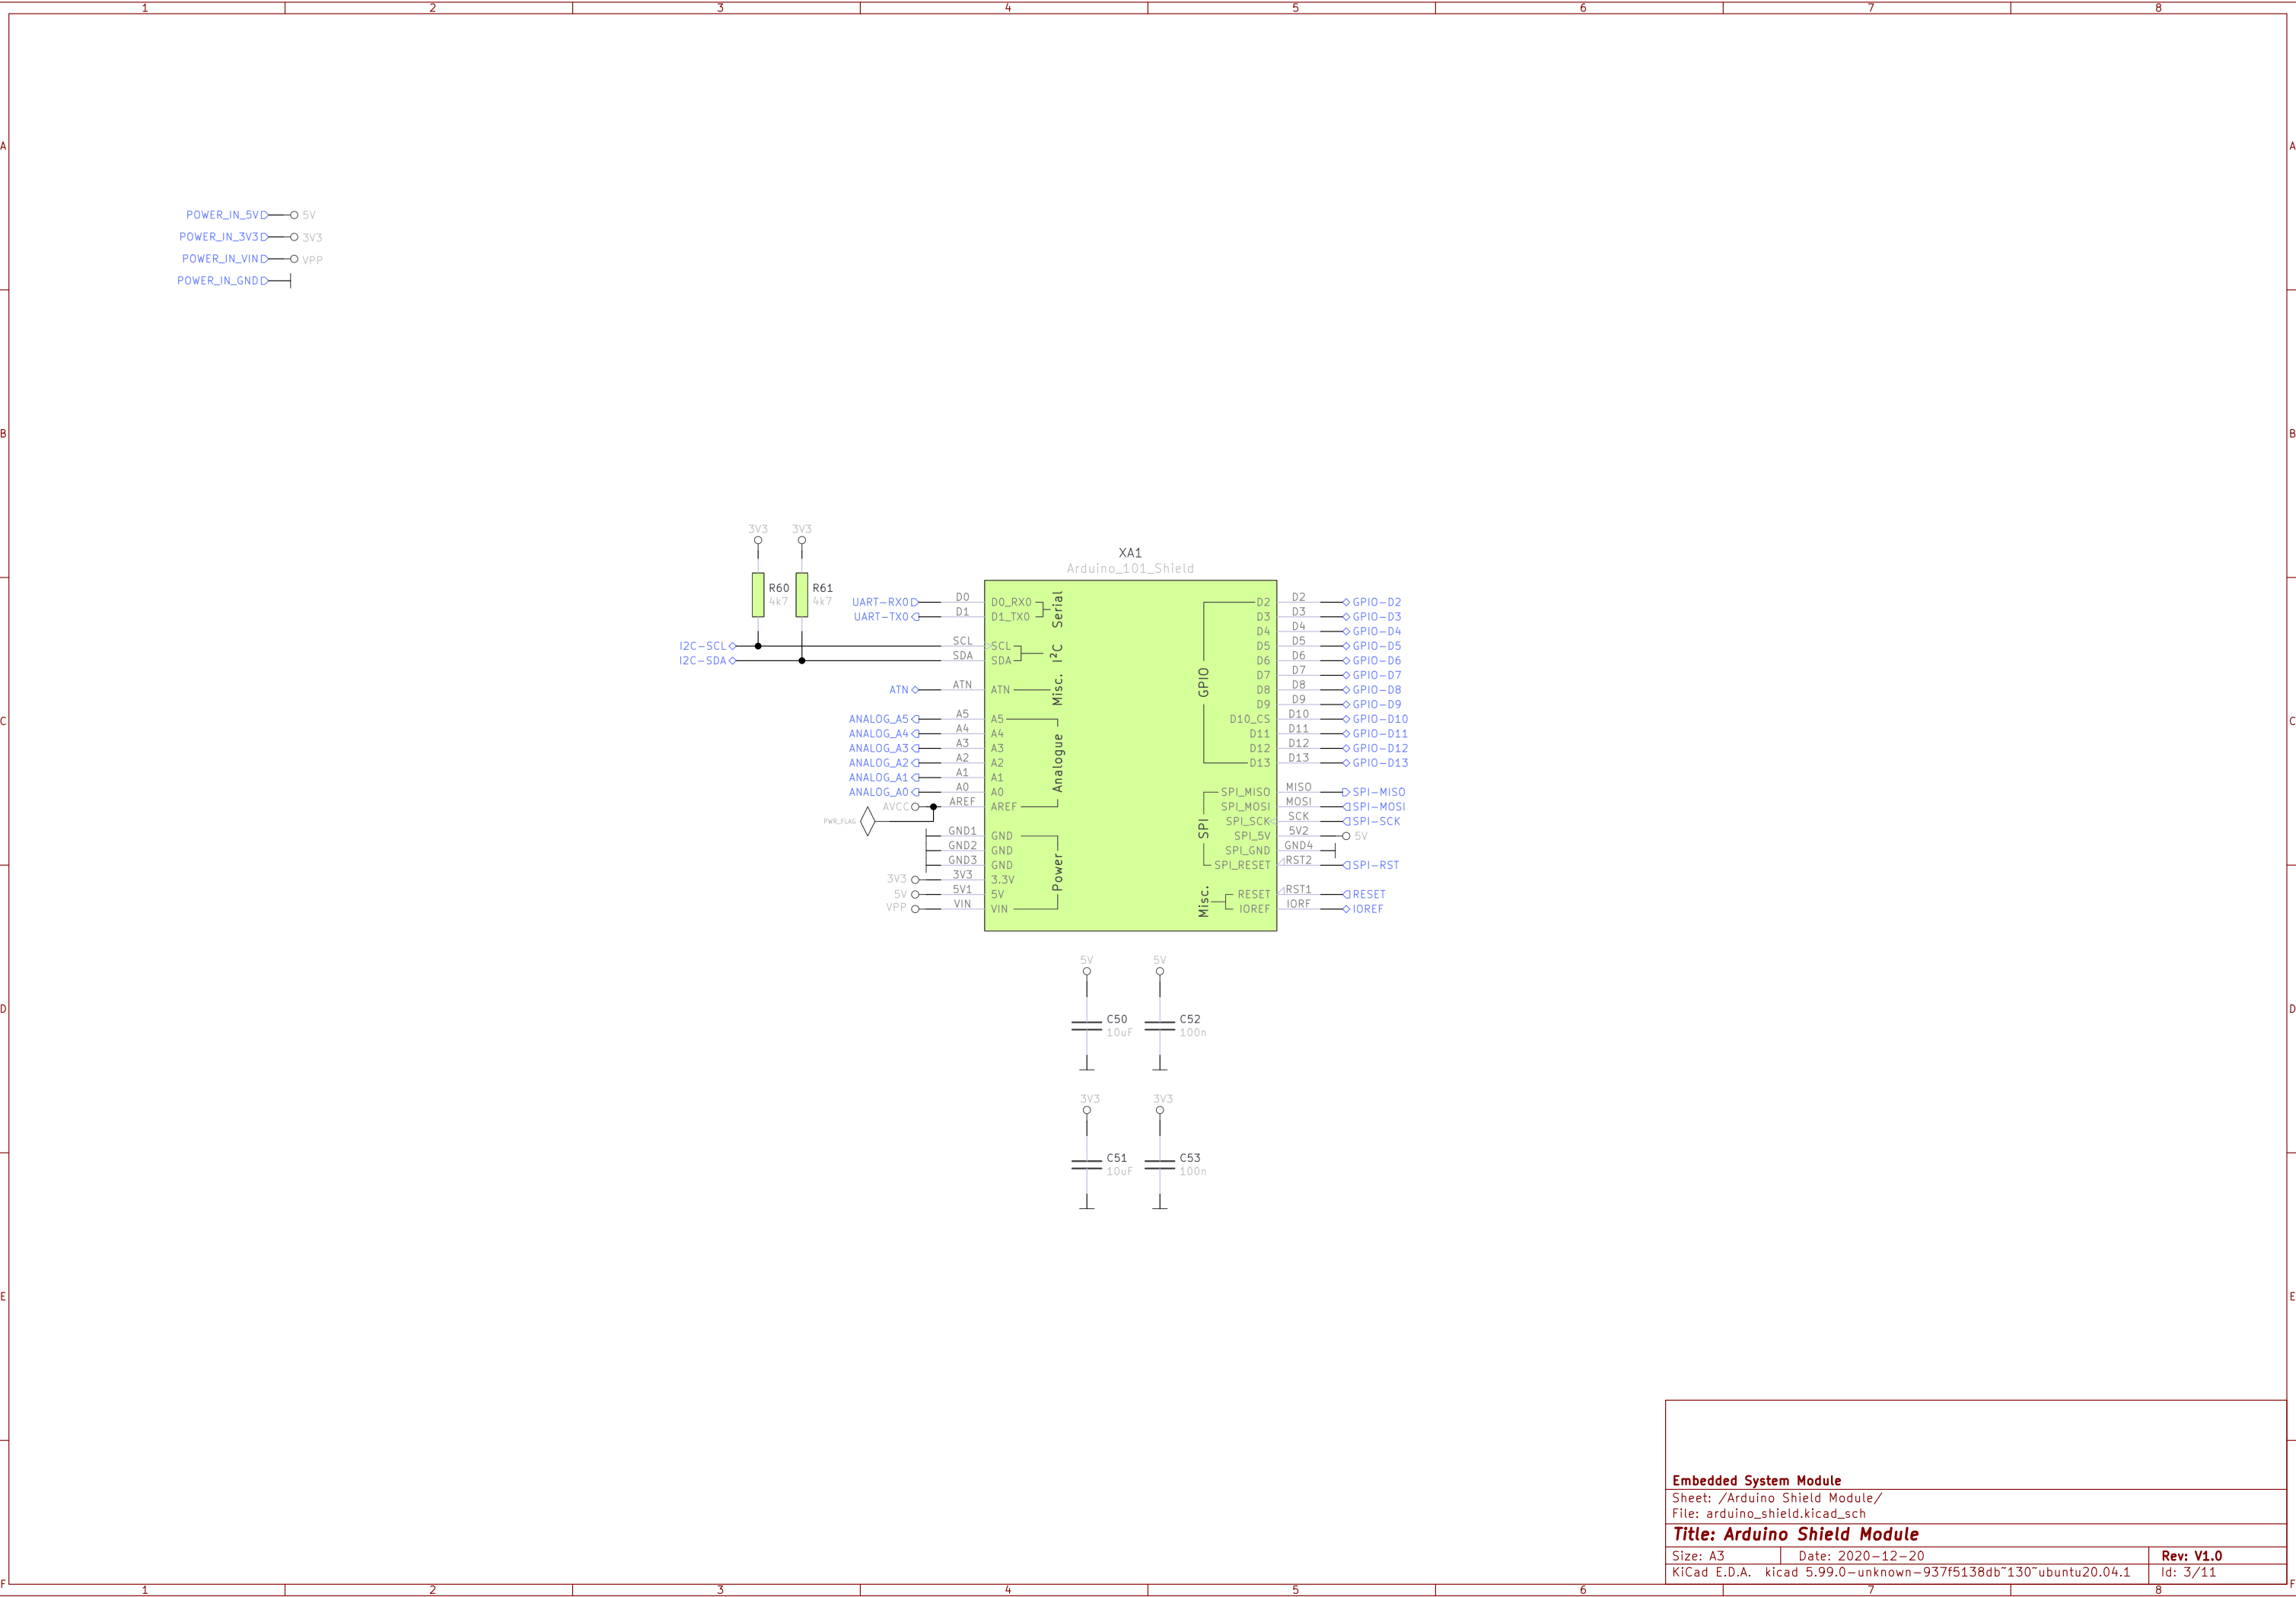 1 2 3 4 5 6 7 8
A A
POWER_IN_5V 5V
POWER_IN_3V3 3V3
POWER_IN_VIN VPP
POWER_IN_GND
B B
3V3 3V3
R60 R61
4k7 4k7
XA1
Arduino_101_Shield
UART-RX0 D0 D0_RX0
UART-TX0 D1 D1_TX0
Serial
I2C-SCL SCL SCL
I2C-SDA SDA SDA
I²C
ATN ATN ATN
Misc.
C C
ANALOG_A5 A5 A5
ANALOG_A4 A4 A4
ANALOG_A3 A3 A3
ANALOG_A2 A2 A2
ANALOG_A1 A1 A1
ANALOG_A0 A0 A0
AVCC AREF AREF
Analogue
PWR_FLAG
GND1 GND
GND2 GND
GND3 GND
3V3 3V3 3.3V
5V 5V1 5V
VPP VIN VIN
Power
D2 D2 GPIO-D2
D3 D3 GPIO-D3
D4 D4 GPIO-D4
D5 D5 GPIO-D5
D6 D6 GPIO-D6
D7 D7 GPIO-D7
D8 D8 GPIO-D8
D9 D9 GPIO-D9
D10_CS D10 GPIO-D10
D11 D11 GPIO-D11
D12 D12 GPIO-D12
D13 D13 GPIO-D13
GPIO
SPI_MISO MISO SPI-MISO
SPI_MOSI MOSI SPI-MOSI
SPI_SCK SCK SPI-SCK
SPI_5V 5V2 5V
SPI_GND GND4
SPI_RESET RST2 SPI-RST
SPI
RESET RST1 RESET
IOREF IORF IOREF
Misc.
5V 5V
C50 C52
10uF 100n
D D
3V3 3V3
C51 C53
10uF 100n
E E
Embedded System Module
Sheet: /Arduino Shield Module/
File: arduino_shield.kicad_sch
Title: Arduino Shield Module
Size: A3 Date: 2020-12-20 Rev: V1.0
KiCad E.D.A. kicad 5.99.0-unknown-937f5138db~130~ubuntu20.04.1 Id: 3/11
F F
1 2 3 4 5 6 7 8